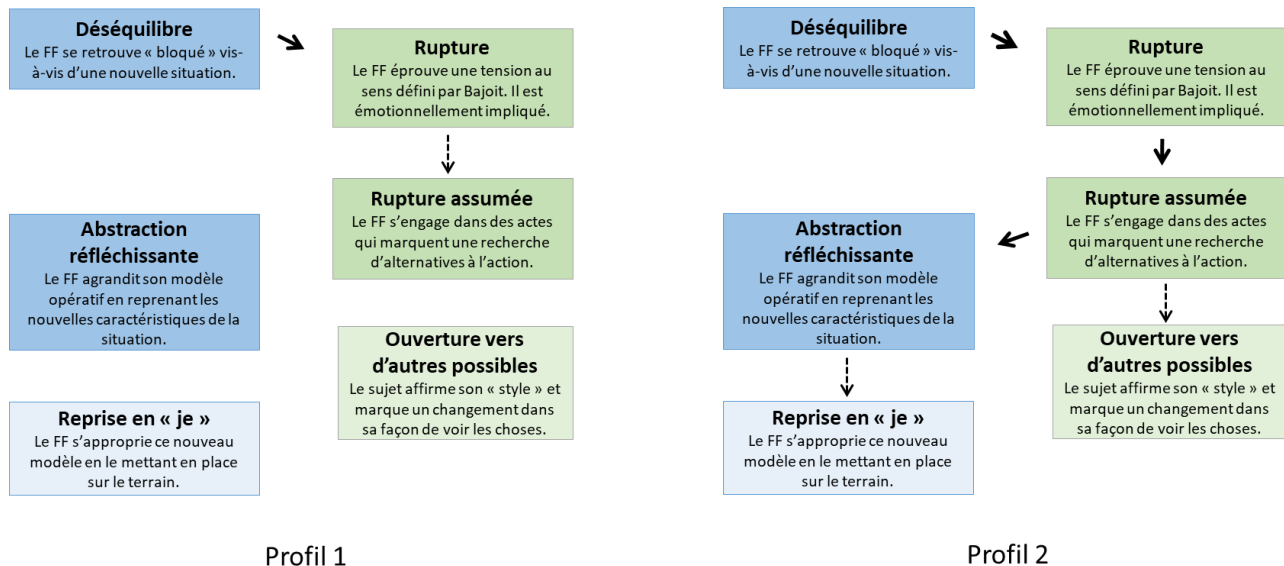 Déséquilibre
Le FF se retrouve « bloqué » vis-
à-vis d’une nouvelle situation.
Rupture
Le FF éprouve une tension au
sens défini par Bajoit. Il est
émotionnellement impliqué.
Rupture assumée
Le FF s’engage dans des actes
qui marquent une recherche
d’alternatives à l’action.
Abstraction
réfléchissante
Le FF agrandit son modèle
opératif en reprenant les
nouvelles caractéristiques de la
situation.
Ouverture vers
d’autres possibles
Le sujet affirme son « style » et
marque un changement dans
sa façon de voir les choses.
Reprise en « je »
Le FF s’approprie ce nouveau
modèle en le mettant en place
sur le terrain.
Profil 1
Déséquilibre
Le FF se retrouve « bloqué » vis-
à-vis d’une nouvelle situation.
Rupture
Le FF éprouve une tension au
sens défini par Bajoit. Il est
émotionnellement impliqué.
Rupture assumée
Le FF s’engage dans des actes
qui marquent une recherche
d’alternatives à l’action.
Abstraction
réfléchissante
Le FF agrandit son modèle
opératif en reprenant les
nouvelles caractéristiques de la
situation.
Ouverture vers
d’autres possibles
Le sujet affirme son « style » et
marque un changement dans
sa façon de voir les choses.
Reprise en « je »
Le FF s’approprie ce nouveau
modèle en le mettant en place
sur le terrain.
Profil 2